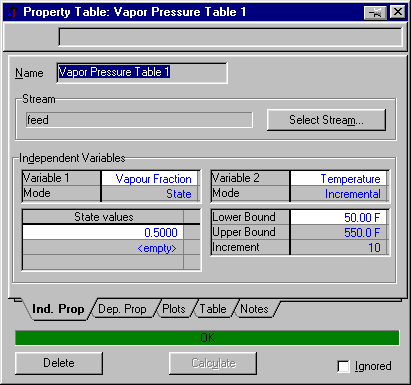 Property Table: Vapor Pressure Table 1
Name Vapor Pressure Table 1
Stream
feed Select Stream...
Independent Variables
Variable 1 Vapour Fraction Variable 2 Temperature
Mode State Mode Incremental
State values Lower Bound 50.00 F
0.5000 Upper Bound 550.0 F
<empty> Increment 10
Ind. Prop Dep. Prop Plots Table Notes
OK
Delete Calculate Ignored